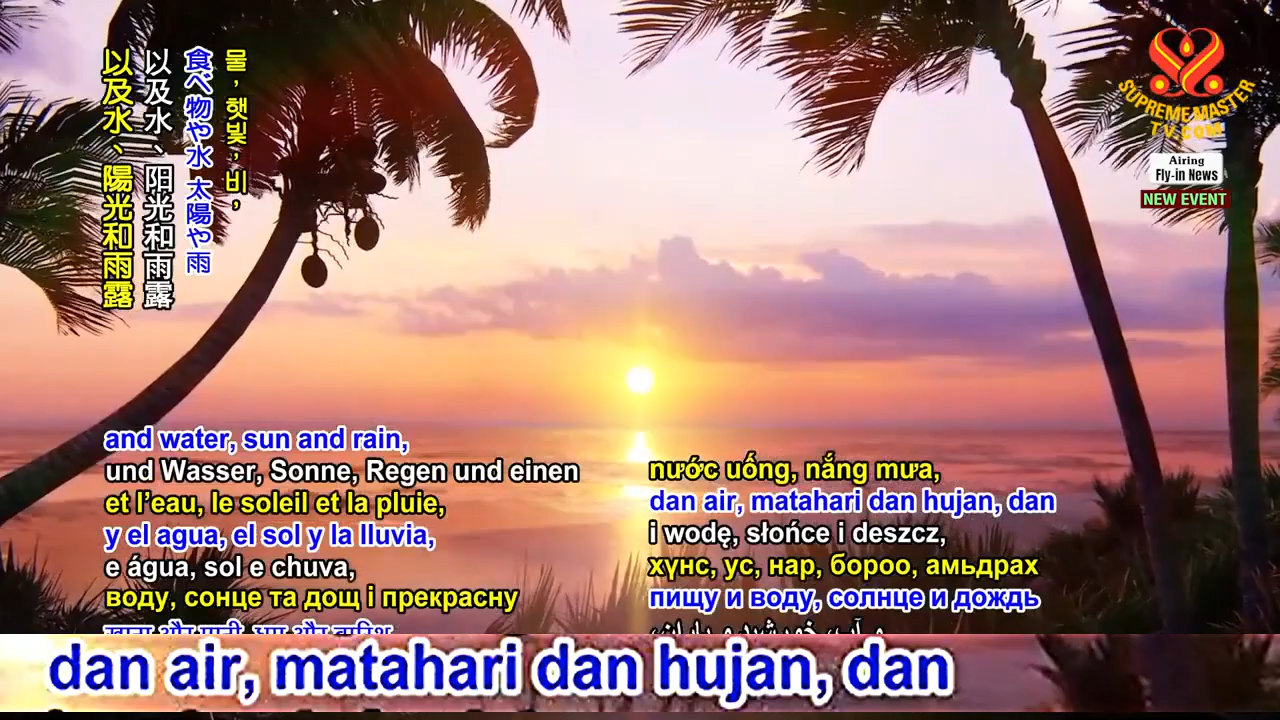 以及水、陽光和雨露
以及水、阳光和雨露
食べ物や水 太陽や雨
물, 햇빛, 비,
SUPREME MASTER
TV.COM
Airing
Fly-in News
NEW EVENT
and water, sun and rain,
und Wasser, Sonne, Regen und einen
et l’eau, le soleil et la pluie,
y el agua, el sol y la lluvia,
e água, sol e chuva,
воду, сонце та дощ і прекрасну
खाना और पानी, धूप और बारिश
nước uống, nắng mưa,
dan air, matahari dan hujan, dan
i wodę, słońce i deszcz,
хүнс, ус, нар, бороо, амьдрах
пищу и воду, солнце и дождь
و آب، خورشید و باران،
dan air, matahari dan hujan, dan